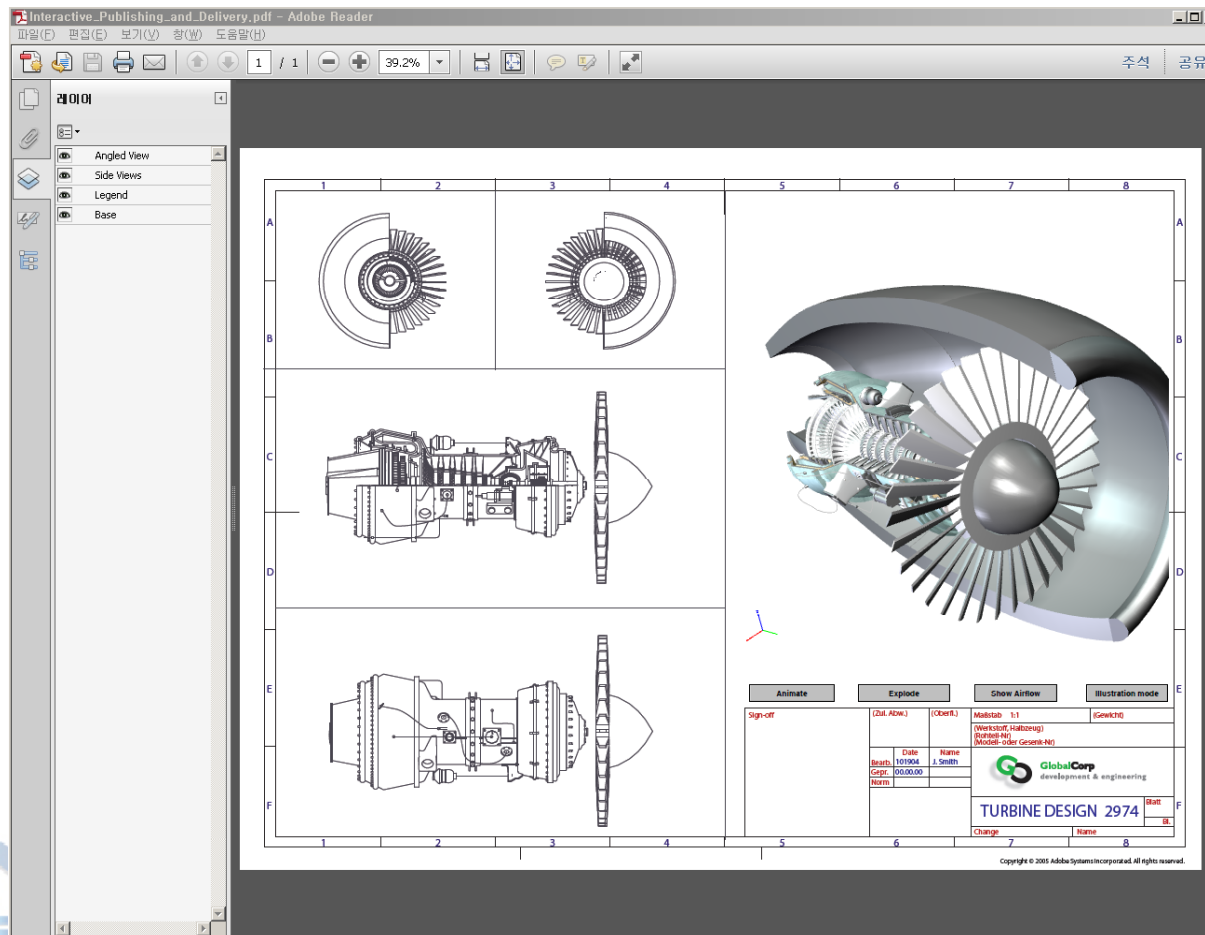 Interactive_Publishing_and_Delivery.pdf - Adobe Reader
파일(F) 편집(E) 보기(V) 창(W) 도움말(H)
1 / 1 39.2% 주석 공유
레이어
Angled View
Side Views
Legend
Base
1 2 3 4 5 6 7 8
A A
B B
C C
D D
E E
F F
Animate Explode Show Airflow Illustration mode
Sign-off (Zul. Abw.) (Oberfl.) Maßstab 1:1 (Gewicht)
(Werkstoff, Halbzeug)
(Rohteil-Nr)
(Modell- oder Gesenk-Nr)
Date Name
Bearb. 101904 J. Smith
Gepr. 00.00.00
Norm
GlobalCorp
development & engineering
TURBINE DESIGN 2974 Blatt
Bl.
Change Name
1 2 3 4 5 6 7 8
Copyright © 2005 Adobe Systems Incorporated. All rights reserved.